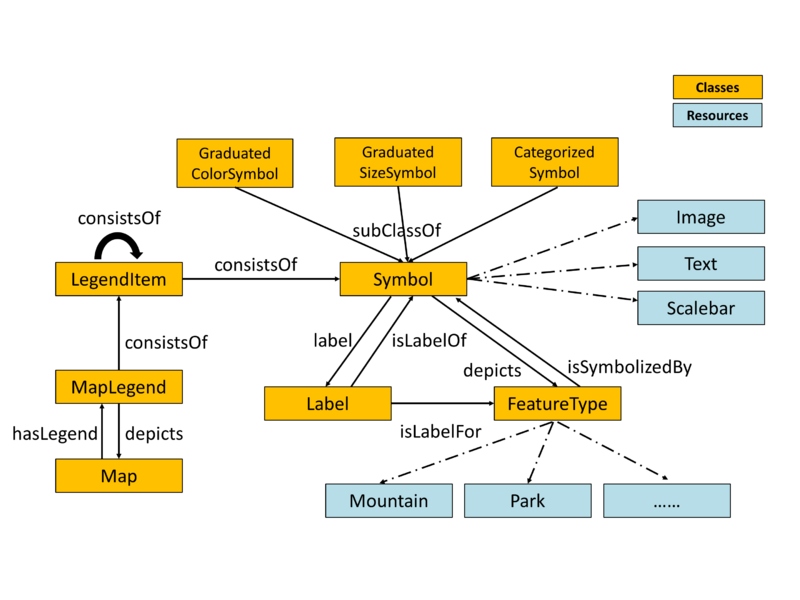 Classes
Resources
Graduated
ColorSymbol
Graduated
SizeSymbol
Categorized
Symbol
consistsOf
subClassOf
Image
LegendItem
consistsOf
Symbol
Text
Scalebar
consistsOf
label
isLabelOf
depicts
isSymbolizedBy
MapLegend
Label
FeatureType
hasLegend
depicts
isLabelFor
Map
Mountain
Park
......